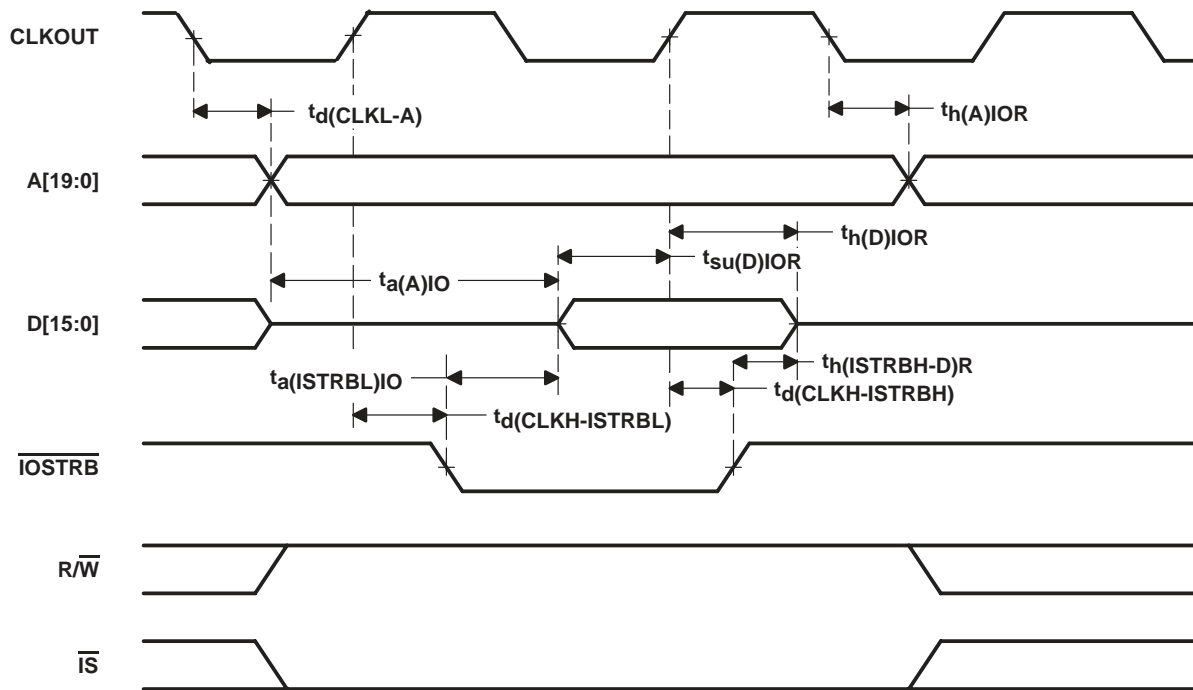 CLKOUT
td(CLKL-A)
th(A)IOR
A[19:0]
th(D)IOR
tsu(D)IOR
ta(A)IO
D[15:0]
th(ISTRBH-D)R
ta(ISTRBL)IO
td(CLKH-ISTRBH)
td(CLKH-ISTRBL)
IOSTRB
R/W
IS